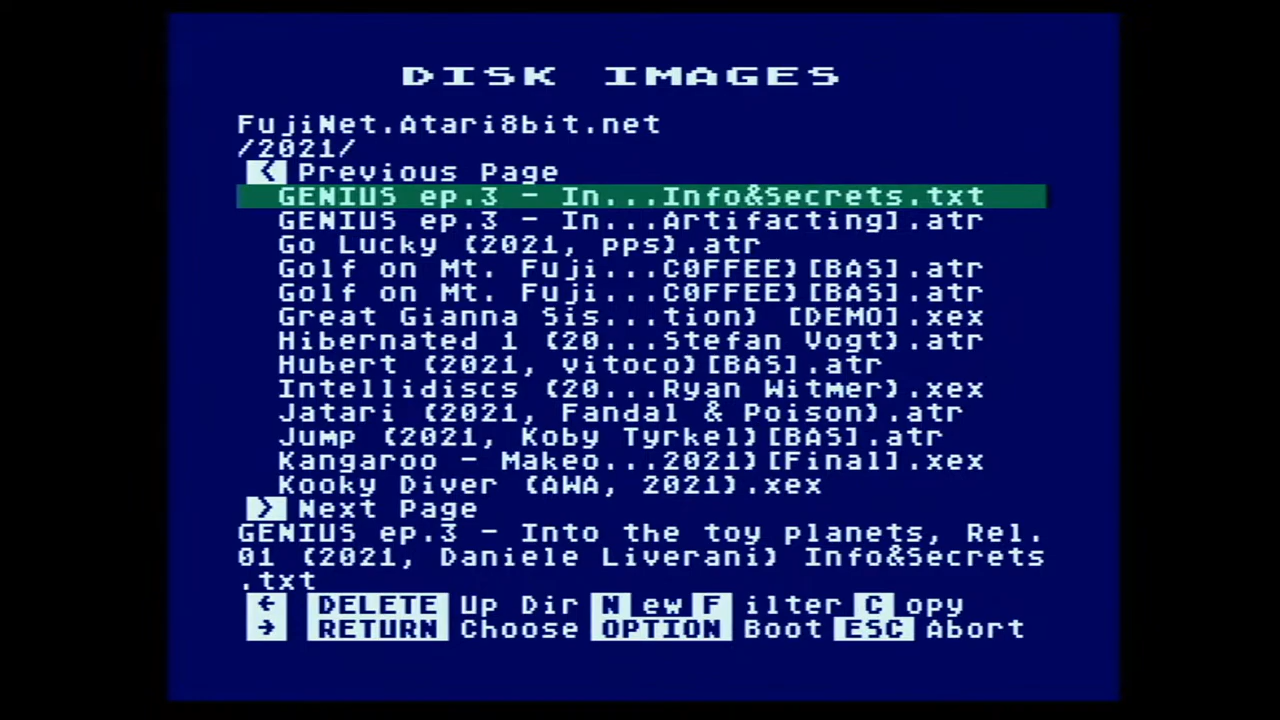 DISK IMAGES
FujiNet.Atari8bit.net
/2021/
< Previous Page
GENIUS ep.3 - In...Info&Secrets.txt
GENIUS ep.3 - In...Artifacting].atr
Go Lucky (2021, pps).atr
Golf on Mt. Fuji...C0FFEE)[BAS].atr
Golf on Mt. Fuji...C0FFEE)[BAS].atr
Great Gianna Sis...tion) [DEMO].xex
Hibernated 1 (20...Stefan Vogt).atr
Hubert (2021, vitoco)[BAS].atr
Intellidiscs (20...Ryan Witmer).xex
Jatari (2021, Fandal & Poison).atr
Jump (2021, Koby Tyrkel)[BAS].atr
Kangaroo - Makeo...2021)[Final].xex
Kooky Diver (AWA, 2021).xex
> Next Page
GENIUS ep.3 - Into the toy planets, Rel.
01 (2021, Daniele Liverani) Info&Secrets
.txt
← DELETE Up Dir New Filter Copy
→ RETURN Choose OPTION Boot ESC Abort